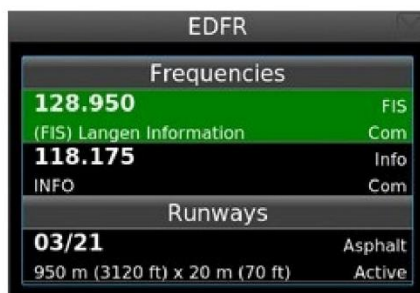 EDFR
Frequencies
128.950 FIS
(FIS) Langen Information Com
118.175 Info
INFO Com
Runways
03/21 Asphalt
950 m (3120 ft) x 20 m (70 ft) Active